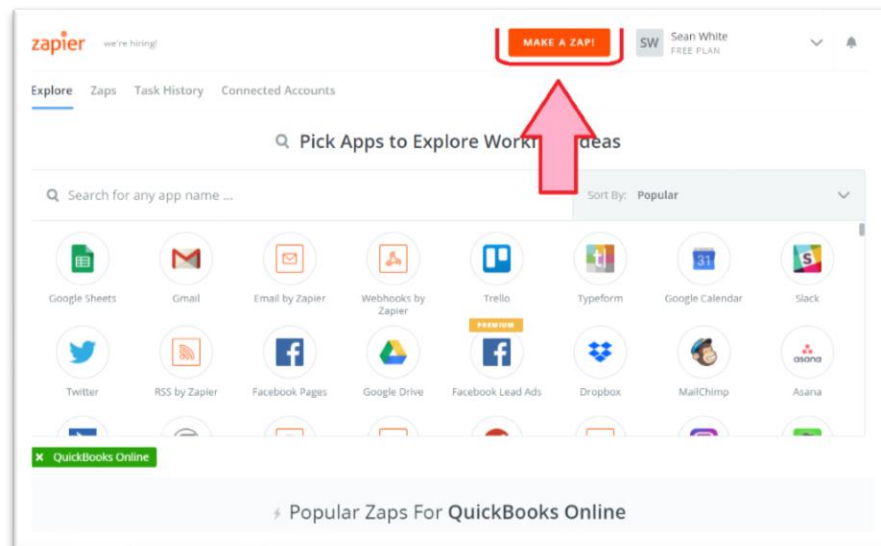 zapier we're hiring! MAKE A ZAP! SW Sean White
FREE PLAN
Explore Zaps Task History Connected Accounts
Pick Apps to Explore Workf deas
Search for any app name ... Sort By: Popular
31
Google Sheets Gmail Email by Zapier Webhooks by Zapier Trello Typeform Google Calendar Slack
PREMIUM
asana
Twitter RSS by Zapier Facebook Pages Google Drive Facebook Lead Ads Dropbox MailChimp Asana
× QuickBooks Online
Popular Zaps For QuickBooks Online